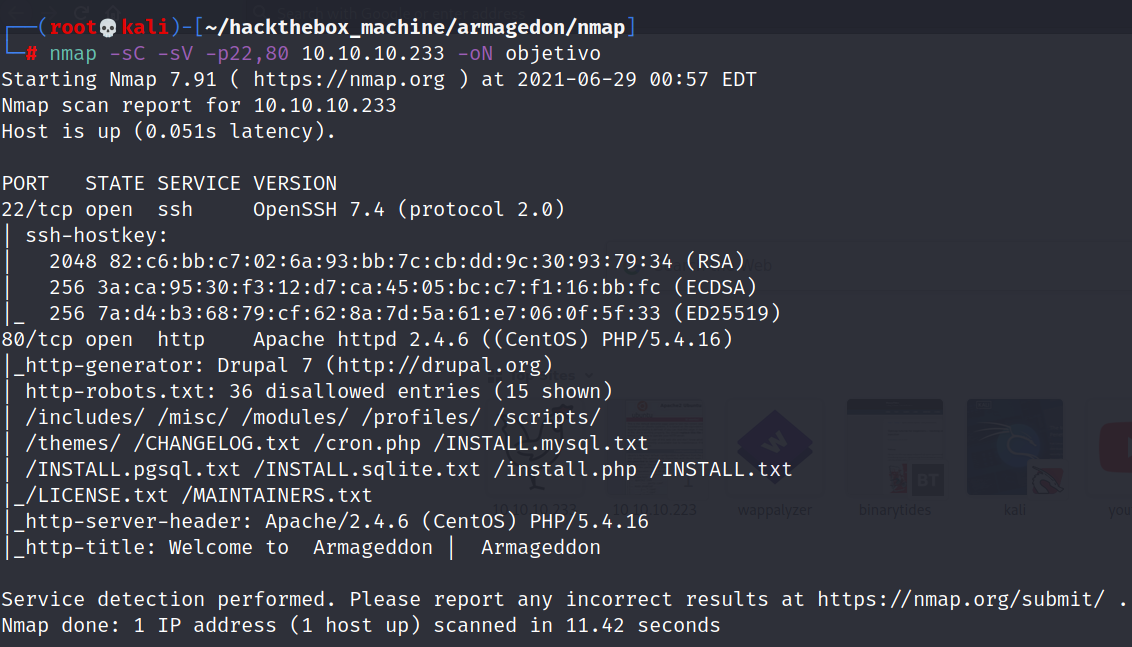 ┌──(root💀kali)-[~/hackthebox_machine/armagedon/nmap]
└─# nmap -sC -sV -p22,80 10.10.10.233 -oN objetivo
Starting Nmap 7.91 ( https://nmap.org ) at 2021-06-29 00:57 EDT
Nmap scan report for 10.10.10.233
Host is up (0.051s latency).
PORT   STATE SERVICE VERSION
22/tcp open  ssh     OpenSSH 7.4 (protocol 2.0)
| ssh-hostkey:
|   2048 82:c6:bb:c7:02:6a:93:bb:7c:cb:dd:9c:30:93:79:34 (RSA)
|   256 3a:ca:95:30:f3:12:d7:ca:45:05:bc:c7:f1:16:bb:fc (ECDSA)
|_  256 7a:d4:b3:68:79:cf:62:8a:7d:5a:61:e7:06:0f:5f:33 (ED25519)
80/tcp open  http    Apache httpd 2.4.6 ((CentOS) PHP/5.4.16)
|_http-generator: Drupal 7 (http://drupal.org)
| http-robots.txt: 36 disallowed entries (15 shown)
| /includes/ /misc/ /modules/ /profiles/ /scripts/
| /themes/ /CHANGELOG.txt /cron.php /INSTALL.mysql.txt
| /INSTALL.pgsql.txt /INSTALL.sqlite.txt /install.php /INSTALL.txt
|_/LICENSE.txt /MAINTAINERS.txt
|_http-server-header: Apache/2.4.6 (CentOS) PHP/5.4.16
|_http-title: Welcome to  Armageddon |  Armageddon
Service detection performed. Please report any incorrect results at https://nmap.org/submit/ .
Nmap done: 1 IP address (1 host up) scanned in 11.42 seconds
10.10.10.223
wappalyzer
binarytides
kali
BT